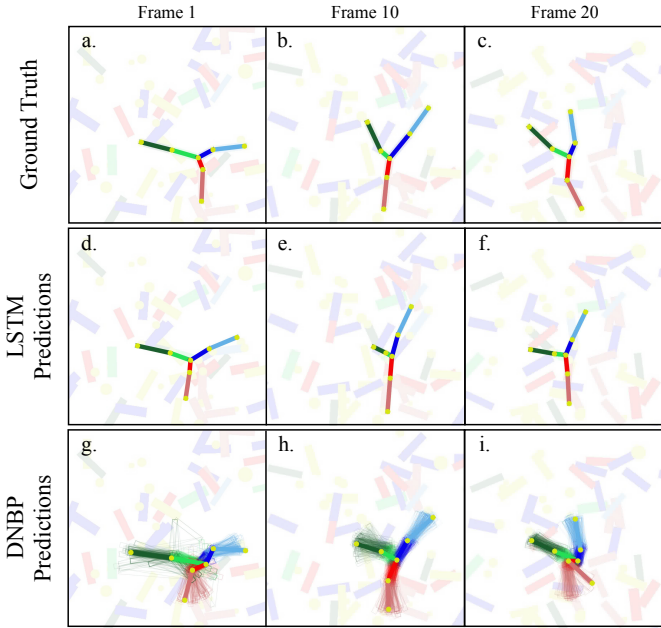 Frame 1
Frame 10
Frame 20
Ground Truth
a.
b.
c.
LSTM
Predictions
d.
e.
f.
DNBP
Predictions
g.
h.
i.